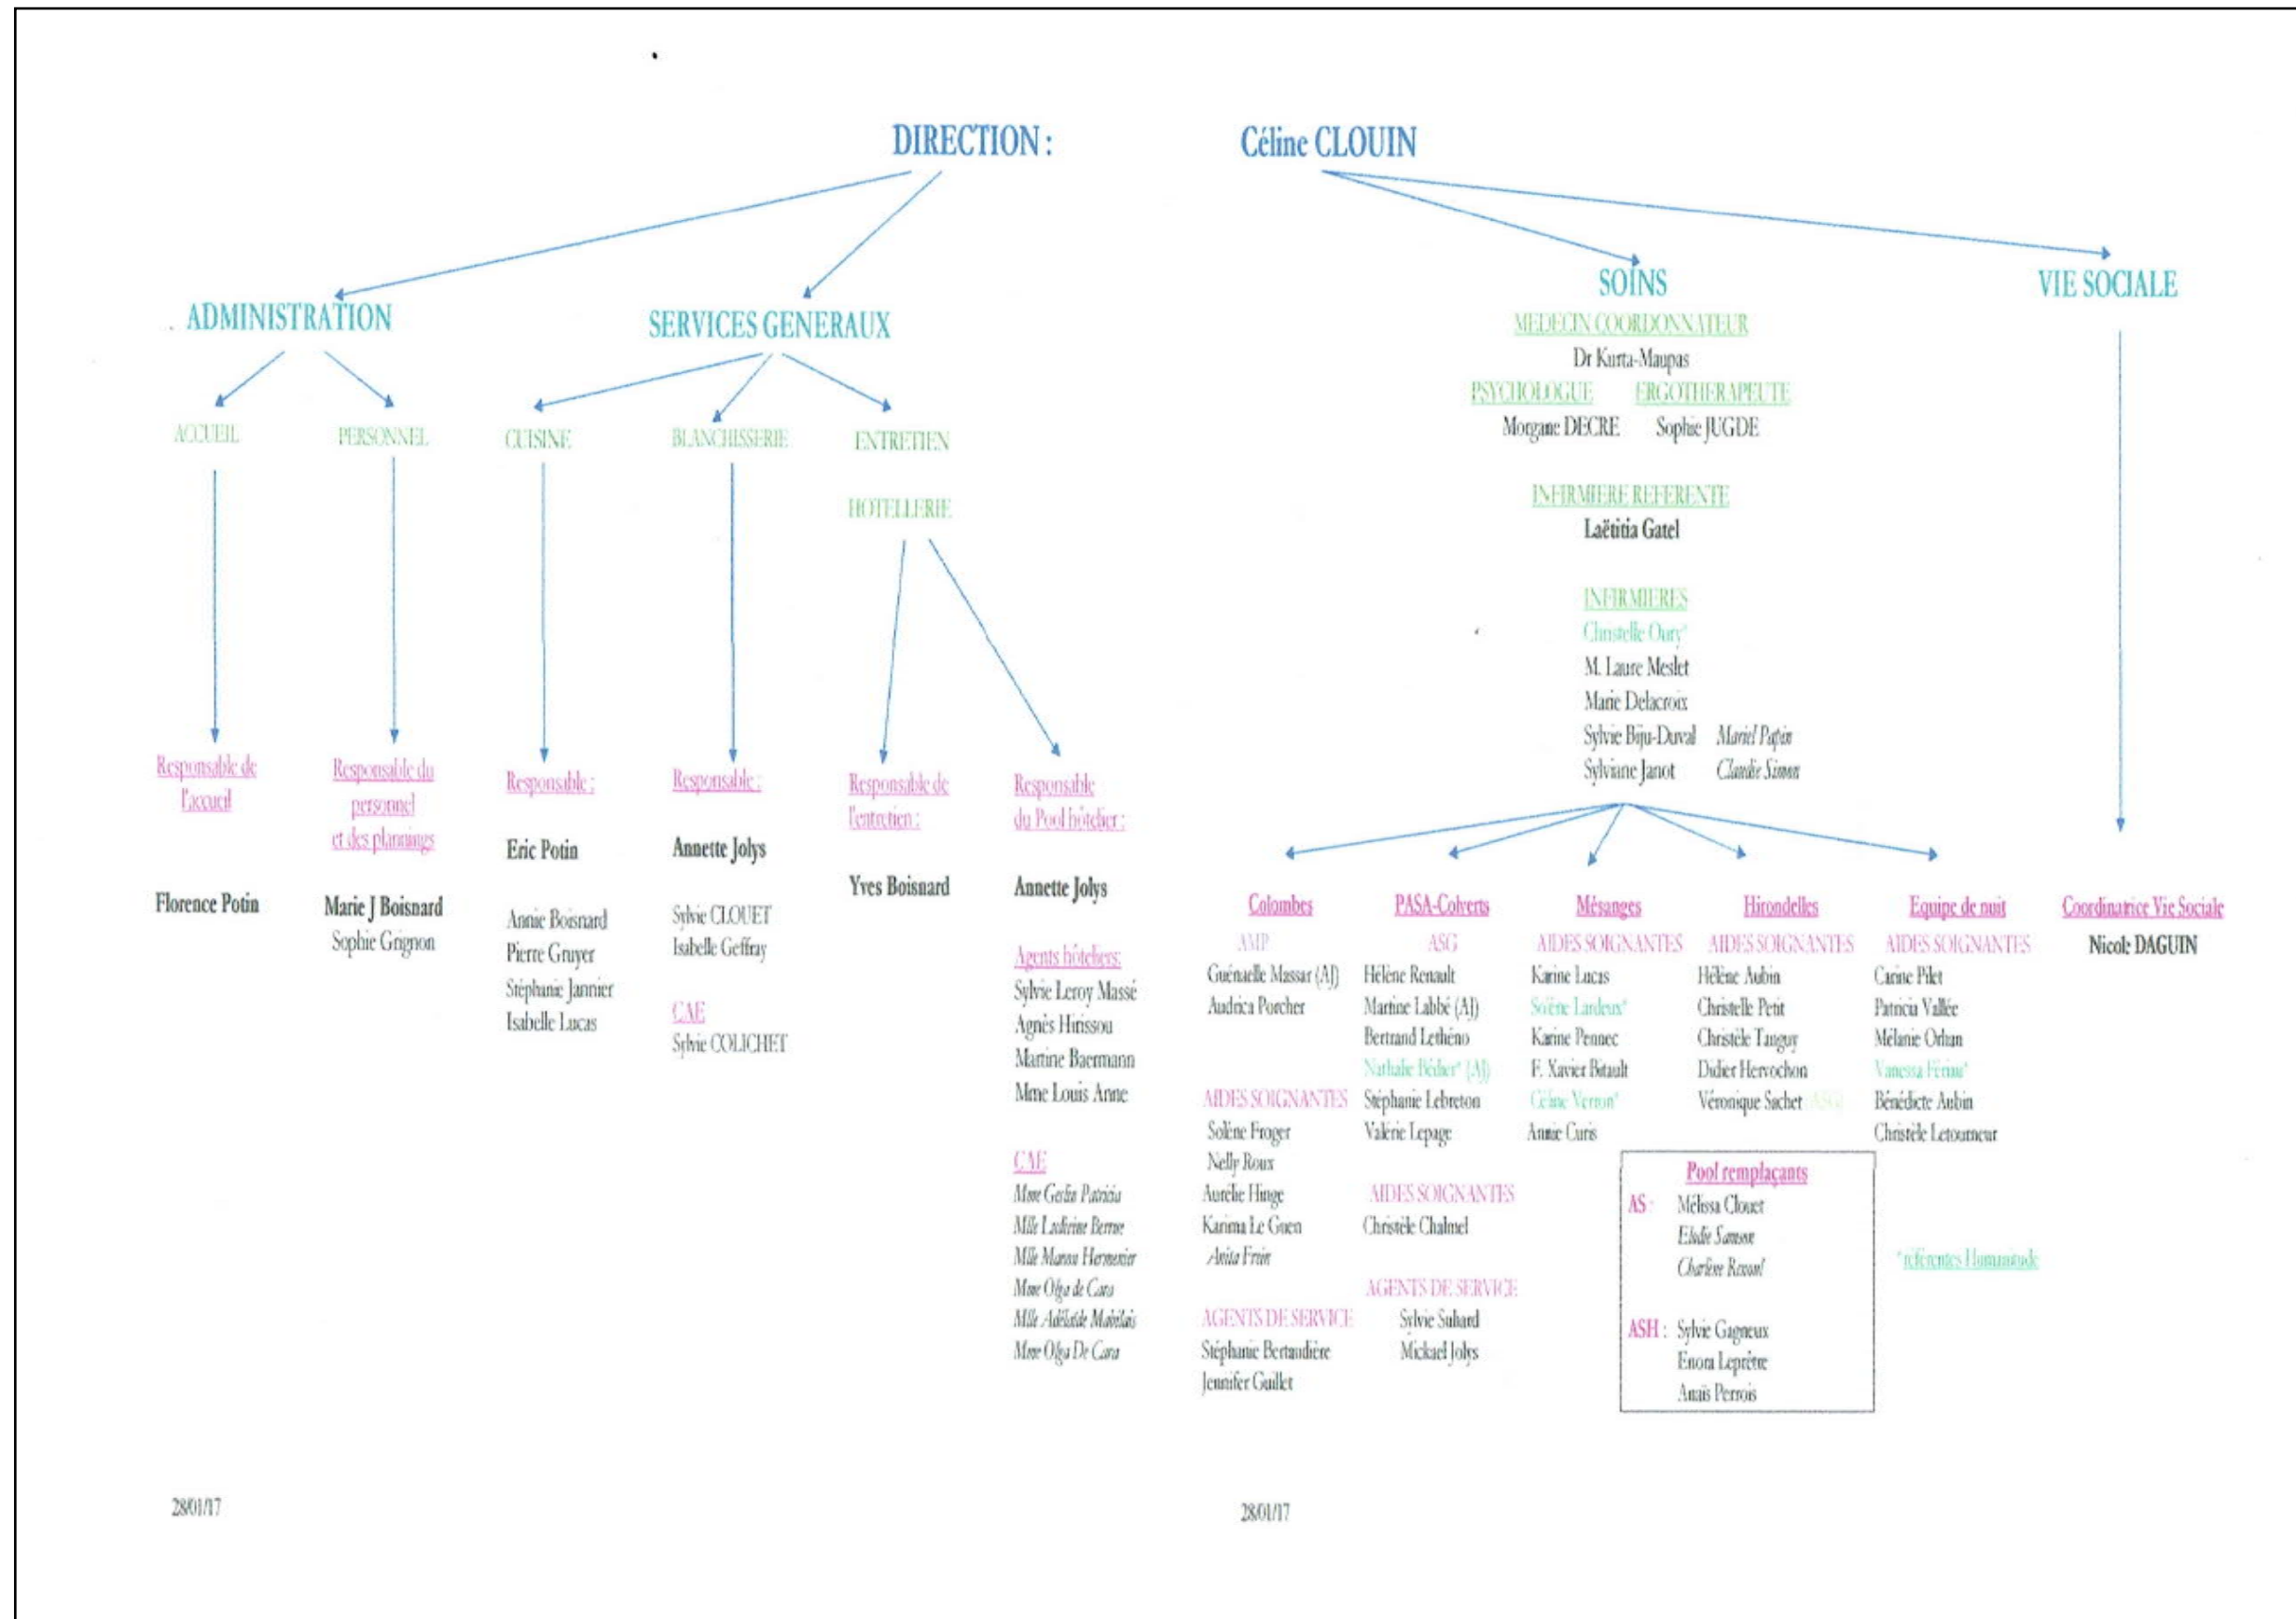 DIRECTION : Céline CLOUIN
ADMINISTRATION
SERVICES GENERAUX
ACCUEIL
PERSONNEL
CUISINE
BLANCHISSERIE
ENTRETIEN
HOTELLERIE
Responsable de
l'accueil
Florence Potin
Responsable du
personnel
et des plannings
Marie J Boisnard
Sophie Grignon
Responsable :
Eric Potin
Annie Boisnard
Pierre Gruyer
Stéphanie Jannier
Isabelle Lucas
Responsable :
Annette Jolys
Sylvie CLOUET
Isabelle Geffray
CAE
Sylvie COLICHET
Responsable de
l'entretien :
Yves Boisnard
Responsable
du Pool hôtelier :
Annette Jolys
Agents hôteliers:
Sylvie Leroy Massé
Agnès Hirissou
Martine Baermann
Mme Louis Anne
CAE
Mme Geslin Patricia
Mlle
Mlle Manon Hermenier
Mme Olga de Cara
Mlle Adélaïde
Mme Olga De Cara
28/01/17
SOINS
MEDECIN COORDONNATEUR
Dr Kurta-Maupas
PSYCHOLOGUE ERGOTHERAPEUTE
Morgane DECRE Sophie JUGDE
INFIRMIERE REFERENTE
Laëtitia Gatel
INFIRMIERES
Christelle Oury*
M. Laure Meslet
Marie Delacroix
Sylvie Biju-Duval Mariel Papin
Sylviane Janot Claudie Simon
Colombes
AMP
Guénaelle Massar (AJ)
Audrica Porcher
AIDES SOIGNANTES
Solène Froger
Nelly Roux
Aurélie Hinge
Karima Le Guen
Anita
AGENTS DE SERVICE
Stéphanie Bertaudière
Jennifer Guillet
PASA-Colverts
ASG
Hélène Renault
Martine Labbé (AJ)
Bertrand Lethéno
Nathalie Bédier* (AJ)
Stéphanie Lebreton
Valérie Lepage
AIDES SOIGNANTES
Christèle Chalmel
AGENTS DE SERVICE
Sylvie Suhard
Mickael Jolys
Mésanges
AIDES SOIGNANTES
Karine Lucas
Solène Lardeux*
Karine Pennec
F. Xavier Bitault
Céline Verron*
Annie Curis
Hirondelles
AIDES SOIGNANTES
Hélène Aubin
Christelle Petit
Christèle Tanguy
Didier Hervochon
Véronique Sachet (ASG)
Equipe de nuit
AIDES SOIGNANTES
Carine Pilet
Patricia Vallée
Mélanie Orhan
Vanessa
Bénédicte Aubin
Christèle Letourneur
Pool remplaçants
AS : Mélissa Clouet
Elodie Samson
Charlène
ASH : Sylvie Gagneux
Enora Leprêtre
Anaïs Perrois
*référentes Humanitude
VIE SOCIALE
Coordinatrice Vie Sociale
Nicole DAGUIN
28/01/17